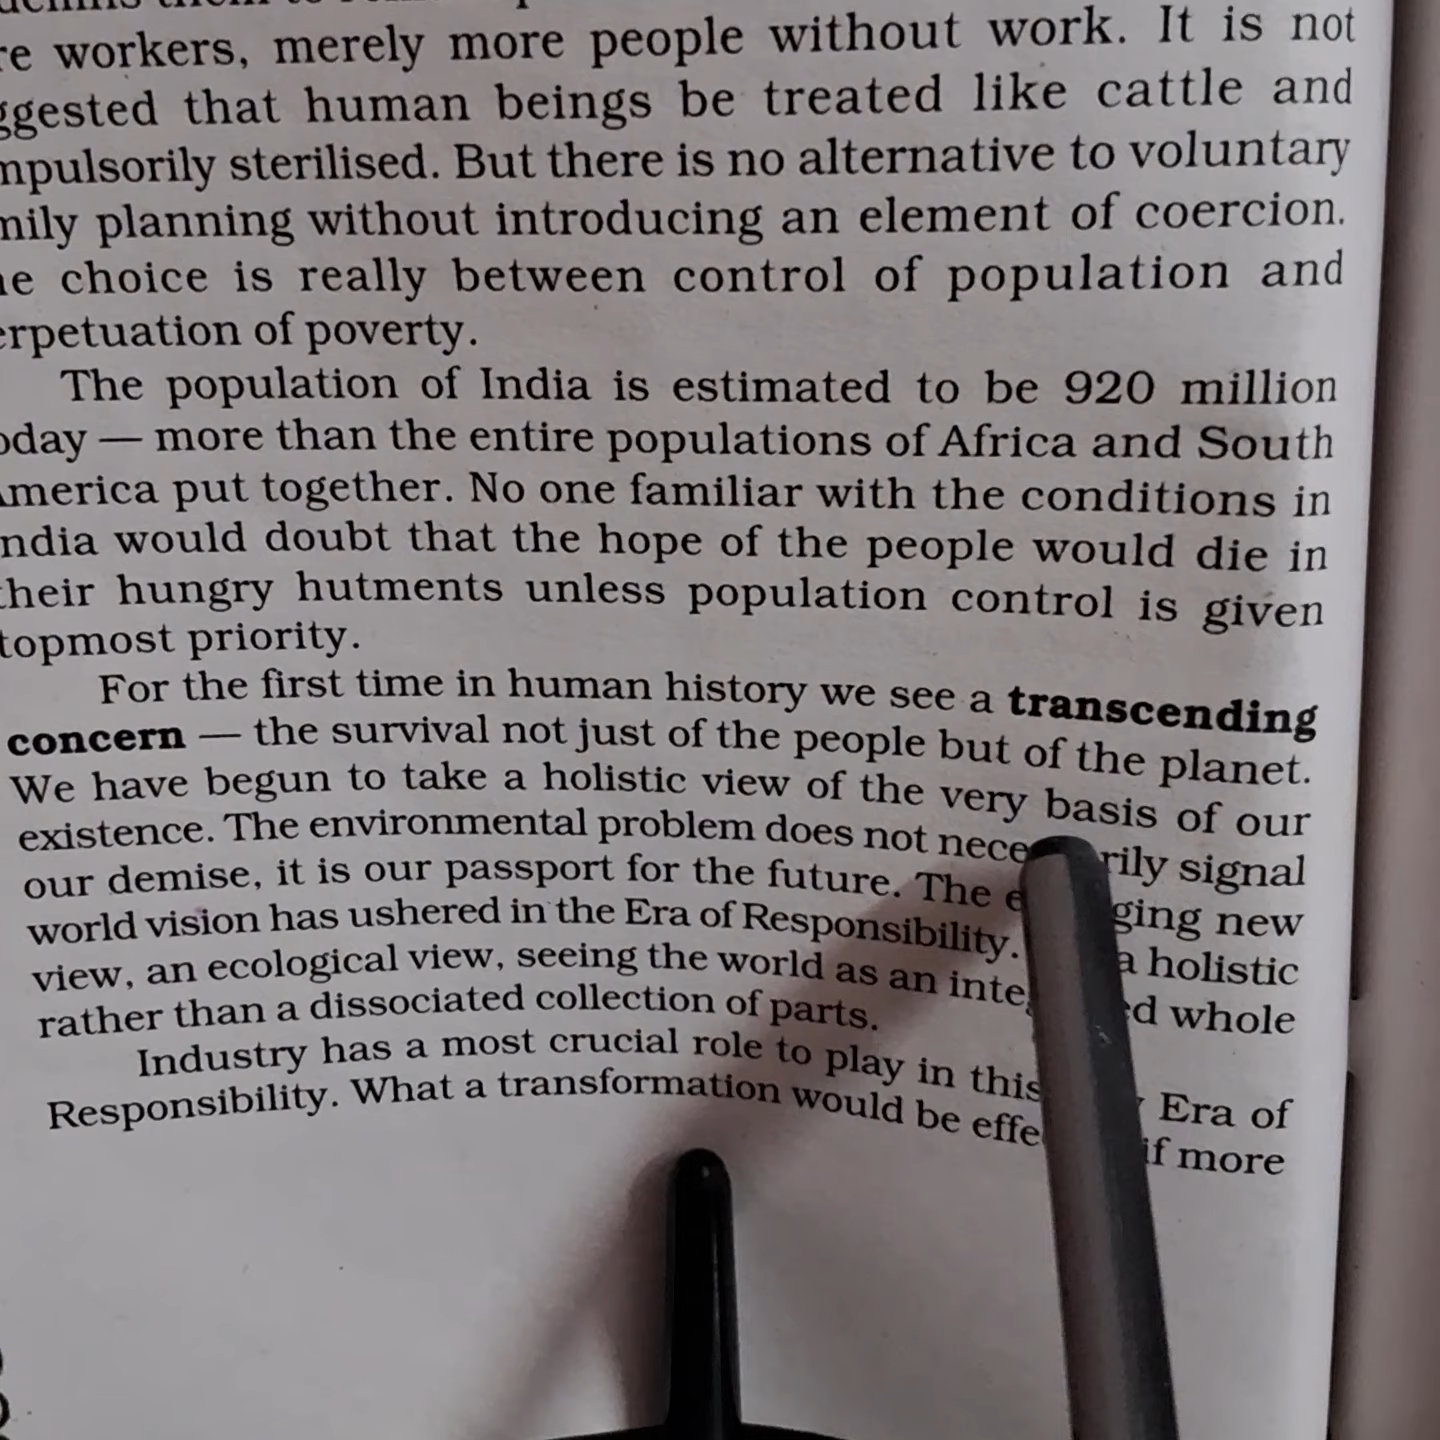 re workers, merely more people without work. It is not
ggested that human beings be treated like cattle and
mpulsorily sterilised. But there is no alternative to voluntary
mily planning without introducing an element of coercion.
e choice is really between control of population and
erpetuation of poverty.
The population of India is estimated to be 920 million
oday — more than the entire populations of Africa and South
America put together. No one familiar with the conditions in
ndia would doubt that the hope of the people would die in
their hungry hutments unless population control is given
topmost priority.
For the first time in human history we see a transcending
concern — the survival not just of the people but of the planet.
We have begun to take a holistic view of the very basis of our
existence. The environmental problem does not nece rily signal
our demise, it is our passport for the future. The e ging new
world vision has ushered in the Era of Responsibility. a holistic
view, an ecological view, seeing the world as an integ ed whole
rather than a dissociated collection of parts.
Industry has a most crucial role to play in this Era of
Responsibility. What a transformation would be effe if more